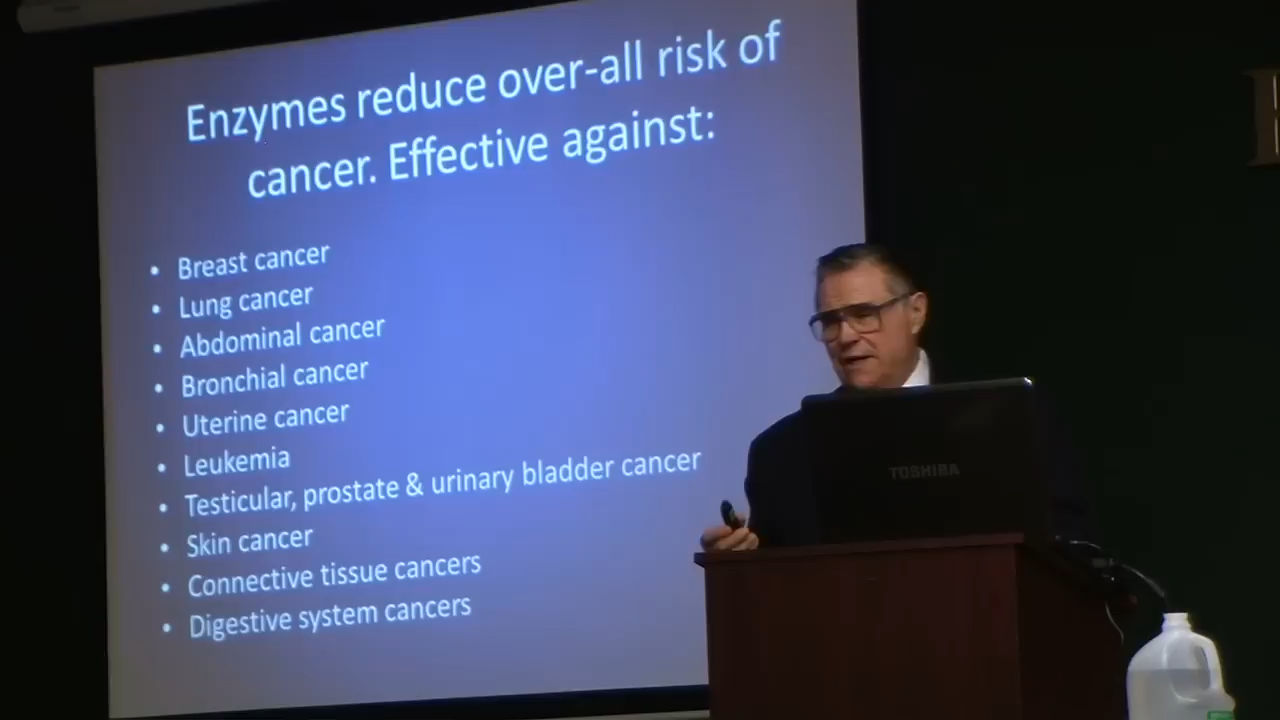 Enzymes reduce over-all risk of
cancer. Effective against:
• Breast cancer
• Lung cancer
• Abdominal cancer
• Bronchial cancer
• Uterine cancer
• Leukemia
• Testicular, prostate & urinary bladder cancer
• Skin cancer
• Connective tissue cancers
• Digestive system cancers
TOSHIBA